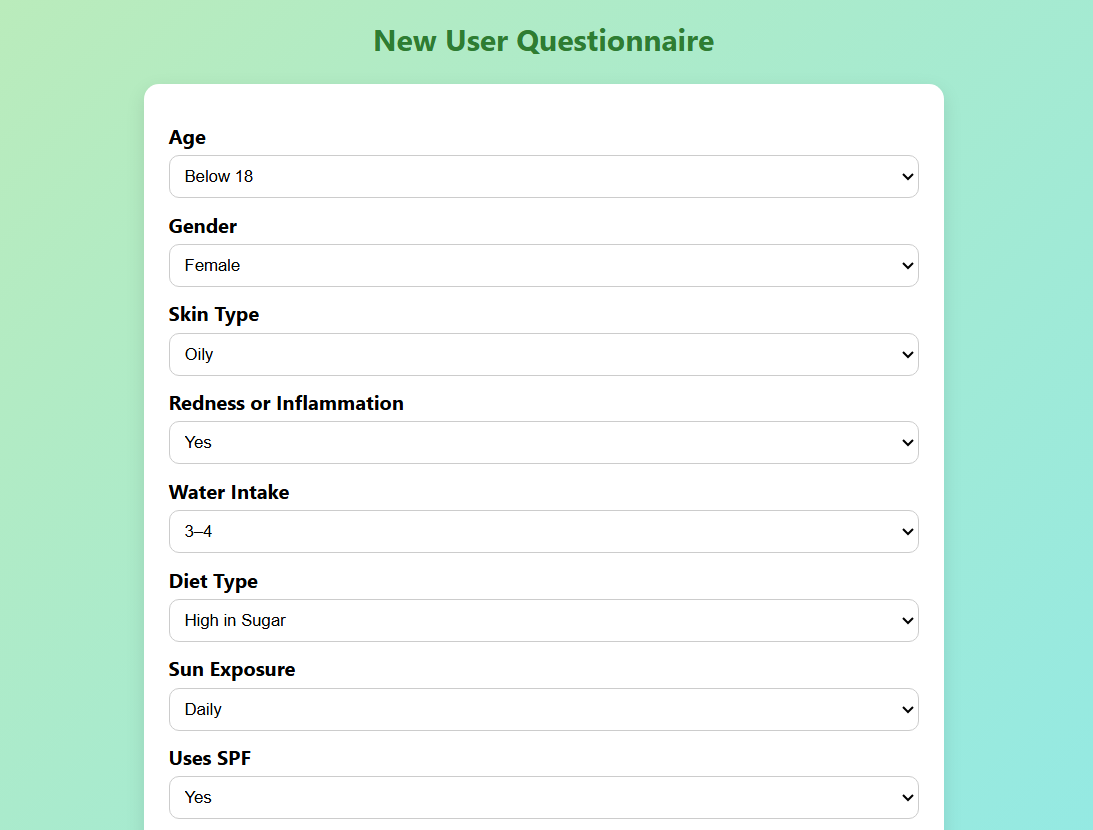 New User Questionnaire
Age
Below 18
Gender
Female
Skin Type
Oily
Redness or Inflammation
Yes
Water Intake
3–4
Diet Type
High in Sugar
Sun Exposure
Daily
Uses SPF
Yes